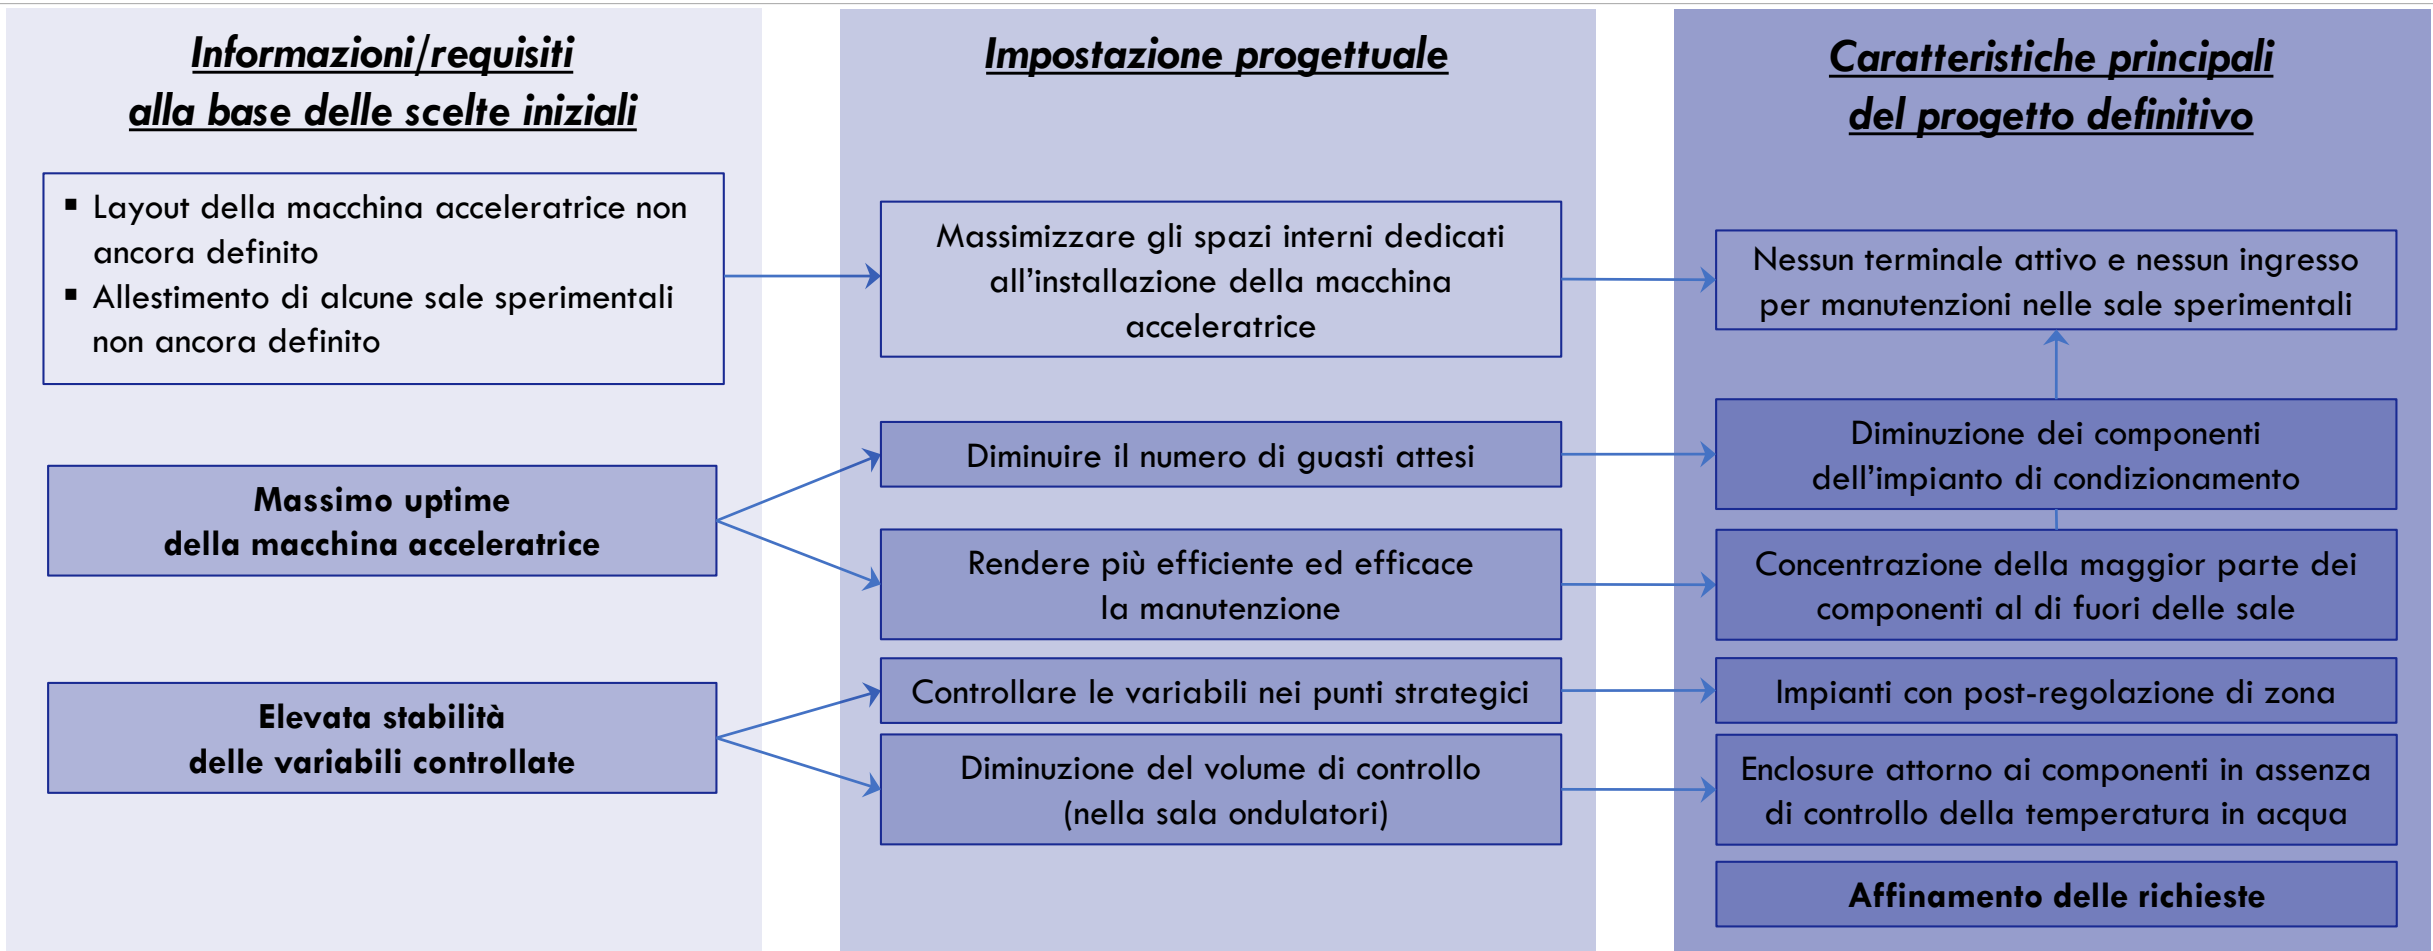 Informazioni/requisiti
alla base delle scelte iniziali
▪ Layout della macchina acceleratrice non
ancora definito
▪ Allestimento di alcune sale sperimentali
non ancora definito
Massimo uptime
della macchina acceleratrice
Elevata stabilità
delle variabili controllate
Impostazione progettuale
Massimizzare gli spazi interni dedicati
all’installazione della macchina
acceleratrice
Diminuire il numero di guasti attesi
Rendere più efficiente ed efficace
la manutenzione
Controllare le variabili nei punti strategici
Diminuzione del volume di controllo
(nella sala ondulatori)
Caratteristiche principali
del progetto definitivo
Nessun terminale attivo e nessun ingresso
per manutenzioni nelle sale sperimentali
Diminuzione dei componenti
dell’impianto di condizionamento
Concentrazione della maggior parte dei
componenti al di fuori delle sale
Impianti con post-regolazione di zona
Enclosure attorno ai componenti in assenza
di controllo della temperatura in acqua
Affinamento delle richieste